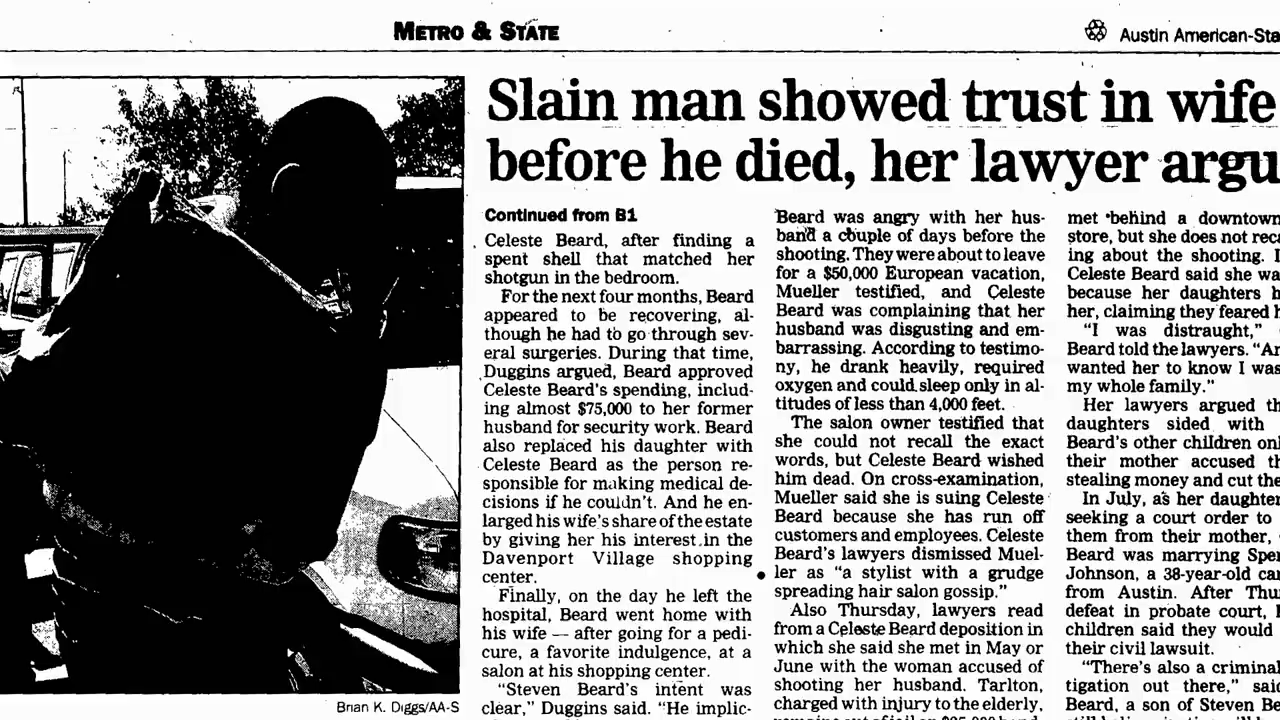 METRO & STATE
Austin American-Sta
Slain man showed trust in wife
before he died, her lawyer argu
Continued from B1
Celeste Beard, after finding a
spent shell that matched her
shotgun in the bedroom.
For the next four months, Beard
appeared to be recovering, al-
though he had to go through sev-
eral surgeries. During that time,
Duggins argued, Beard approved
Celeste Beard's spending, includ-
ing almost $75,000 to her former
husband for security work. Beard
also replaced his daughter with
Celeste Beard as the person re-
sponsible for making medical de-
cisions if he couldn't. And he en-
larged his wife's share of the estate
by giving her his interest in the
Davenport Village shopping
center.
Finally, on the day he left the
hospital, Beard went home with
his wife — after going for a pedi-
cure, a favorite indulgence, at a
salon at his shopping center.
"Steven Beard's intent was
clear," Duggins said. "He implic-
Beard was angry with her hus-
band a couple of days before the
shooting. They were about to leave
for a $50,000 European vacation,
Mueller testified, and Celeste
Beard was complaining that her
husband was disgusting and em-
barrassing. According to testimo-
ny, he drank heavily, required
oxygen and could sleep only in al-
titudes of less than 4,000 feet.
The salon owner testified that
she could not recall the exact
words, but Celeste Beard wished
him dead. On cross-examination,
Mueller said she is suing Celeste
Beard because she has run off
customers and employees. Celeste
Beard's lawyers dismissed Muel-
ler as "a stylist with a grudge
spreading hair salon gossip."
Also Thursday, lawyers read
from a Celeste Beard deposition in
which she said she met in May or
June with the woman accused of
shooting her husband. Tarlton,
charged with injury to the elderly,
met behind a downtown
store, but she does not rec
ing about the shooting. I
Celeste Beard said she wa
because her daughters h
her, claiming they feared h
"I was distraught,"
Beard told the lawyers. "An
wanted her to know I was
my whole family."
Her lawyers argued th
daughters sided with
Beard's other children onl
their mother accused th
stealing money and cut the
In July, as her daughter
seeking a court order to
them from their mother,
Beard was marrying Spen
Johnson, a 38-year-old car
from Austin. After Thu
defeat in probate court,
children said they would
their civil lawsuit.
"There's also a criminal
tigation out there," said
Beard, a son of Steven Be
Brian K. Diggs/AA-S